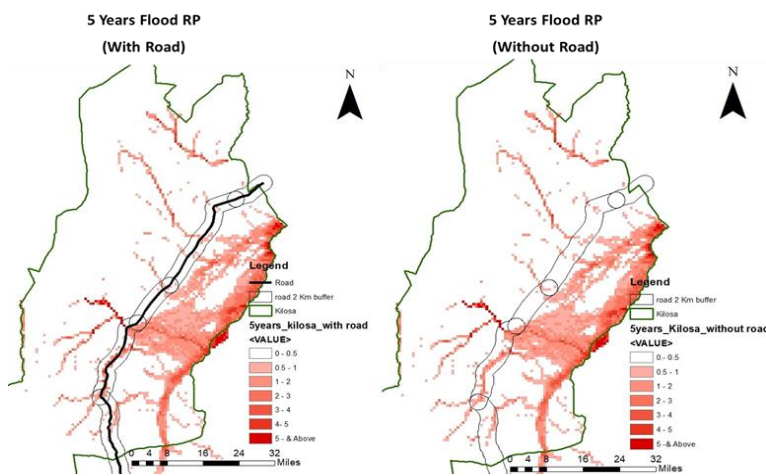 5 Years Flood RP
(With Road)
N
Legend
Road
road 2 Km buffer
Kilosa
5years_kilosa_with road
<VALUE>
0 - 0.5
0.5 - 1
1 - 2
2 - 3
3 - 4
4- 5
5 -& Above
0 4 8 16 24 32
Miles
5 Years Flood RP
(Without Road)
N
Legend
road 2 Km buffer
Kilosa
5years_Kilosa_without road
<VALUE>
0 - 0.5
0.5 - 1
1 - 2
2 - 3
3 - 4
4- 5
5 -& Above
0 4 8 16 24 32
Miles